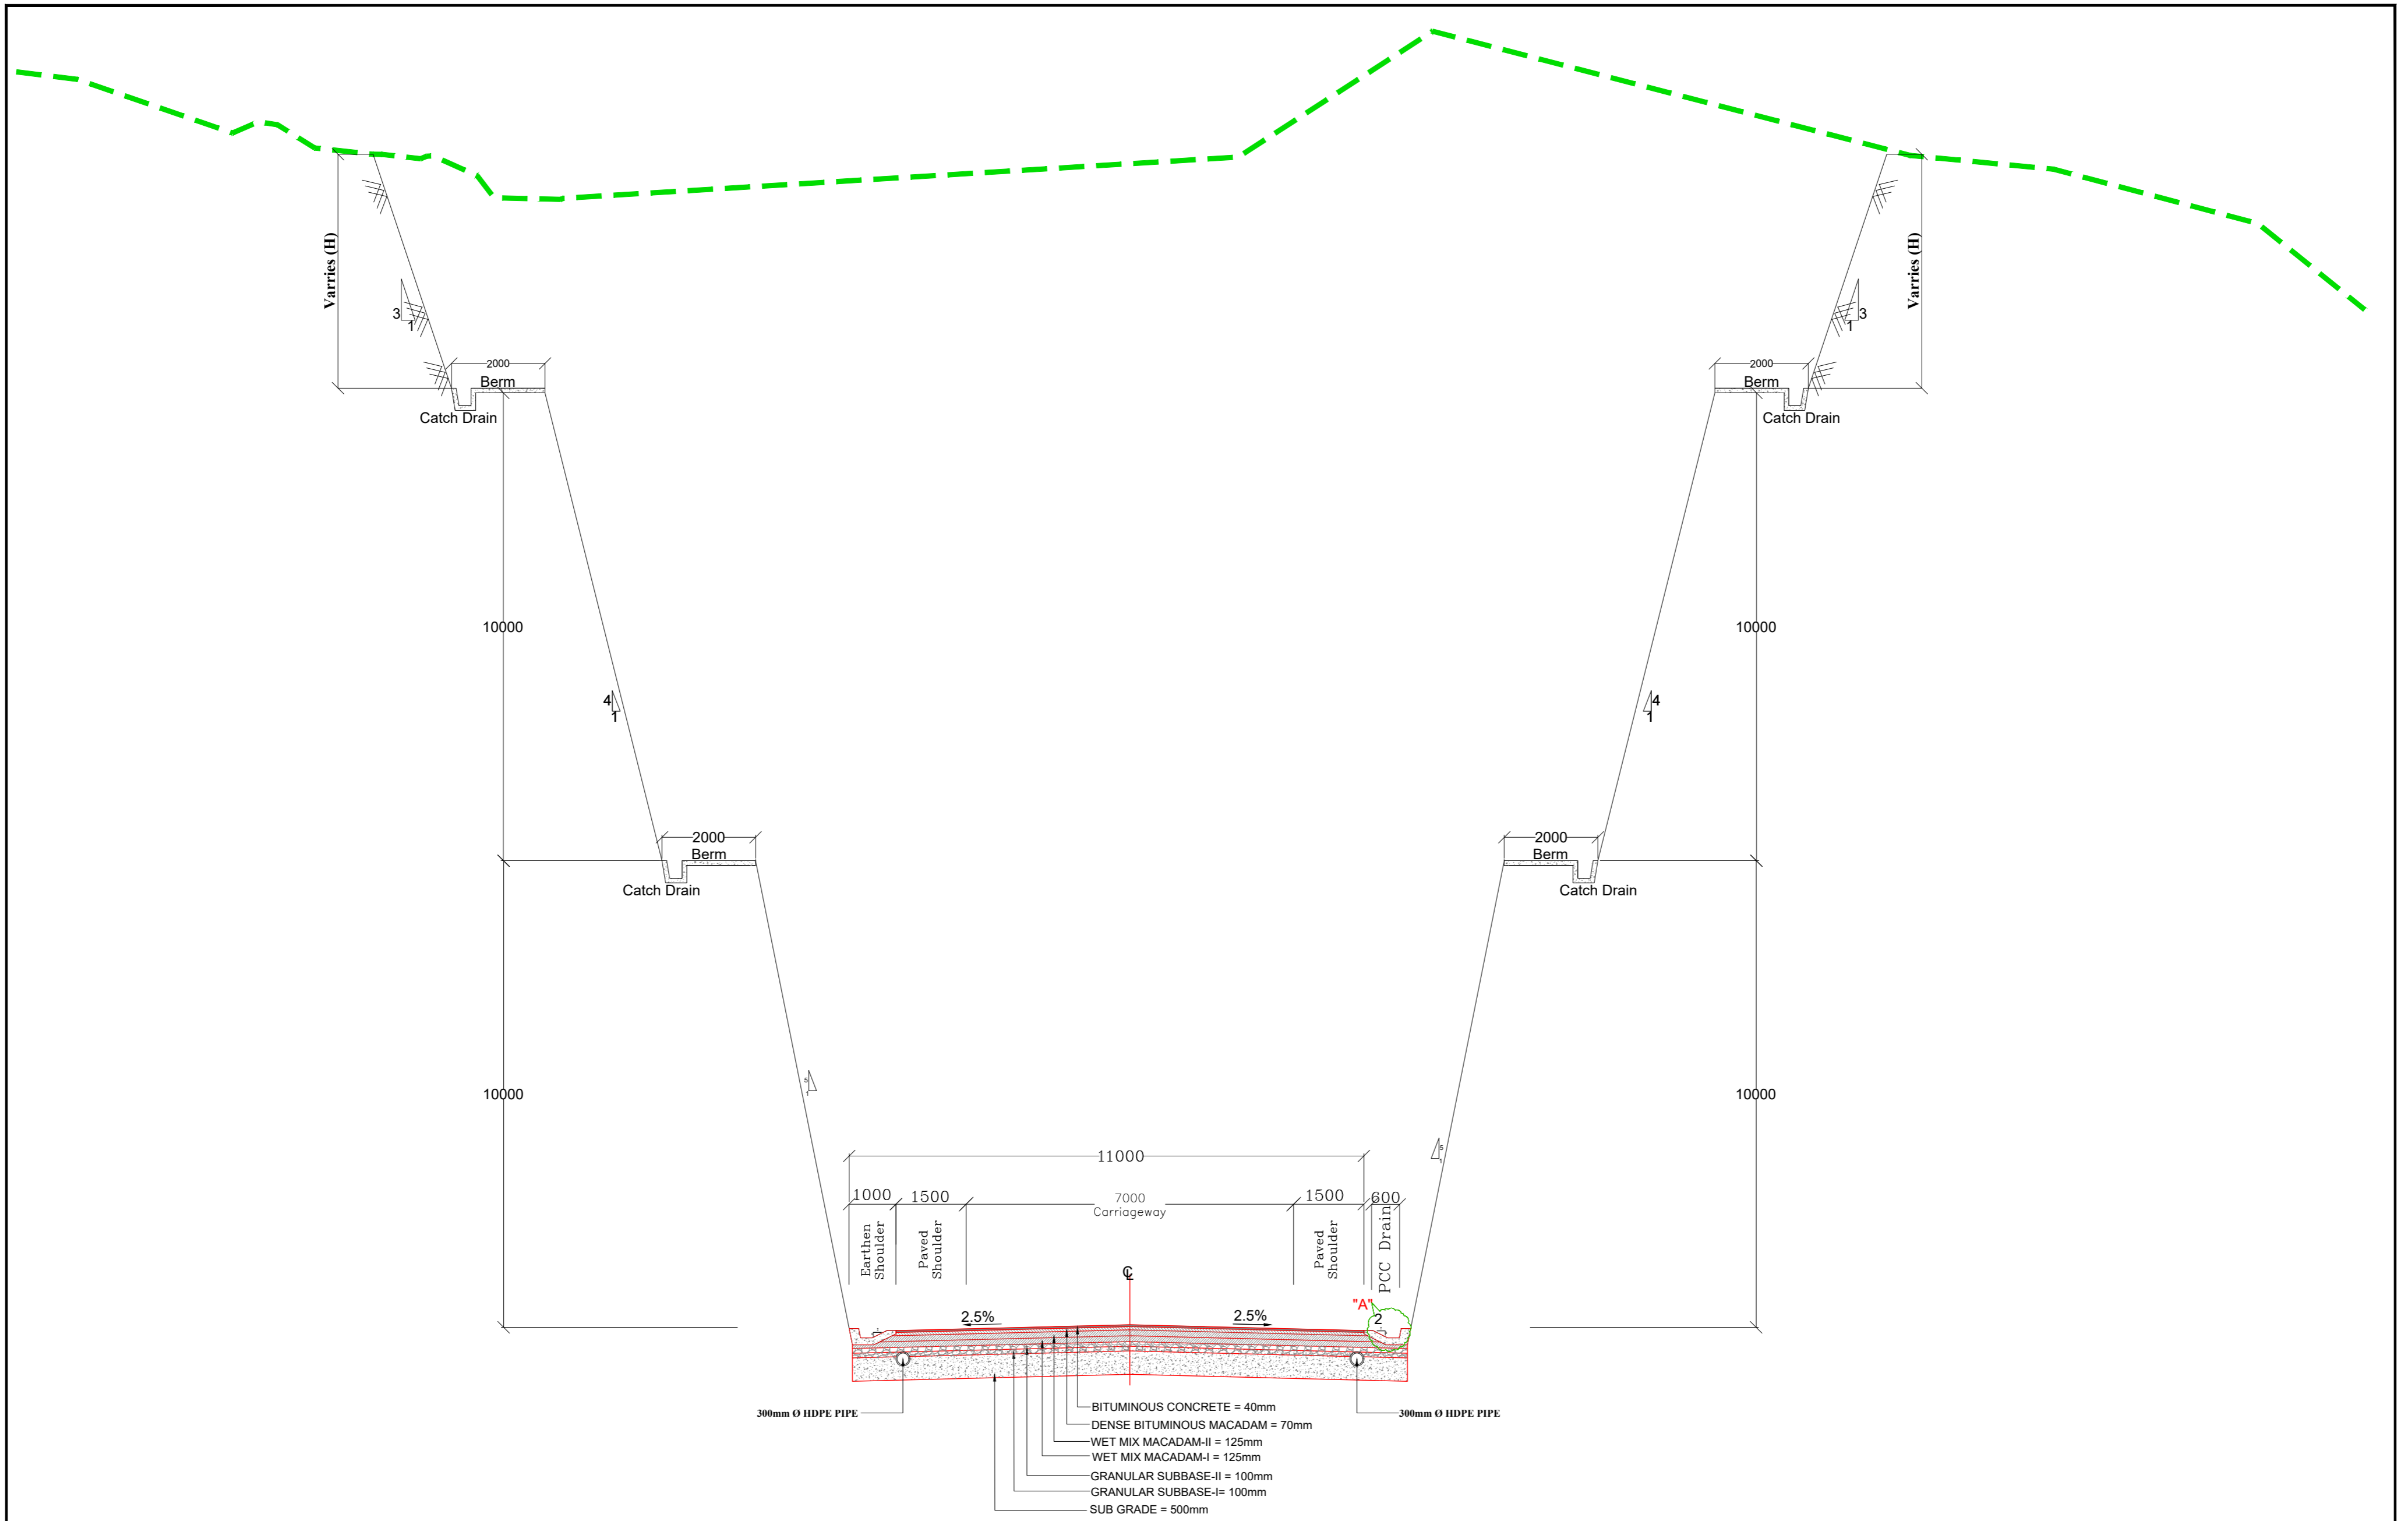 Varries (H)
Varries (H)
3
1
3
1
2000
Berm
Catch Drain
2000
Berm
Catch Drain
10000
10000
4
1
4
1
2000
Berm
Catch Drain
2000
Berm
Catch Drain
5
1
10000
10000
5
1
11000
1000
1500
7000
Carriageway
1500
600
Earthen
Shoulder
Paved
Shoulder
Paved
Shoulder
PCC Drain
℄
"A"
2.5%
2.5%
2
300mm Ø HDPE PIPE
300mm Ø HDPE PIPE
BITUMINOUS CONCRETE = 40mm
DENSE BITUMINOUS MACADAM = 70mm
WET MIX MACADAM-II = 125mm
WET MIX MACADAM-I = 125mm
GRANULAR SUBBASE-II = 100mm
GRANULAR SUBBASE-I= 100mm
SUB GRADE = 500mm